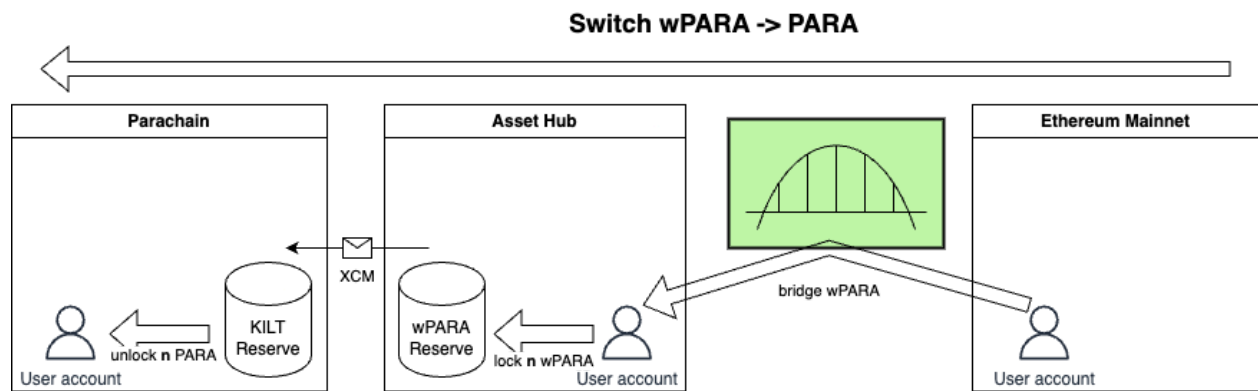 Switch wPARA -> PARA
Parachain
Asset Hub
Ethereum Mainnet
XCM
bridge wPARA
KILT
Reserve
wPARA
Reserve
unlock n PARA
lock n wPARA
User account
User account
User account